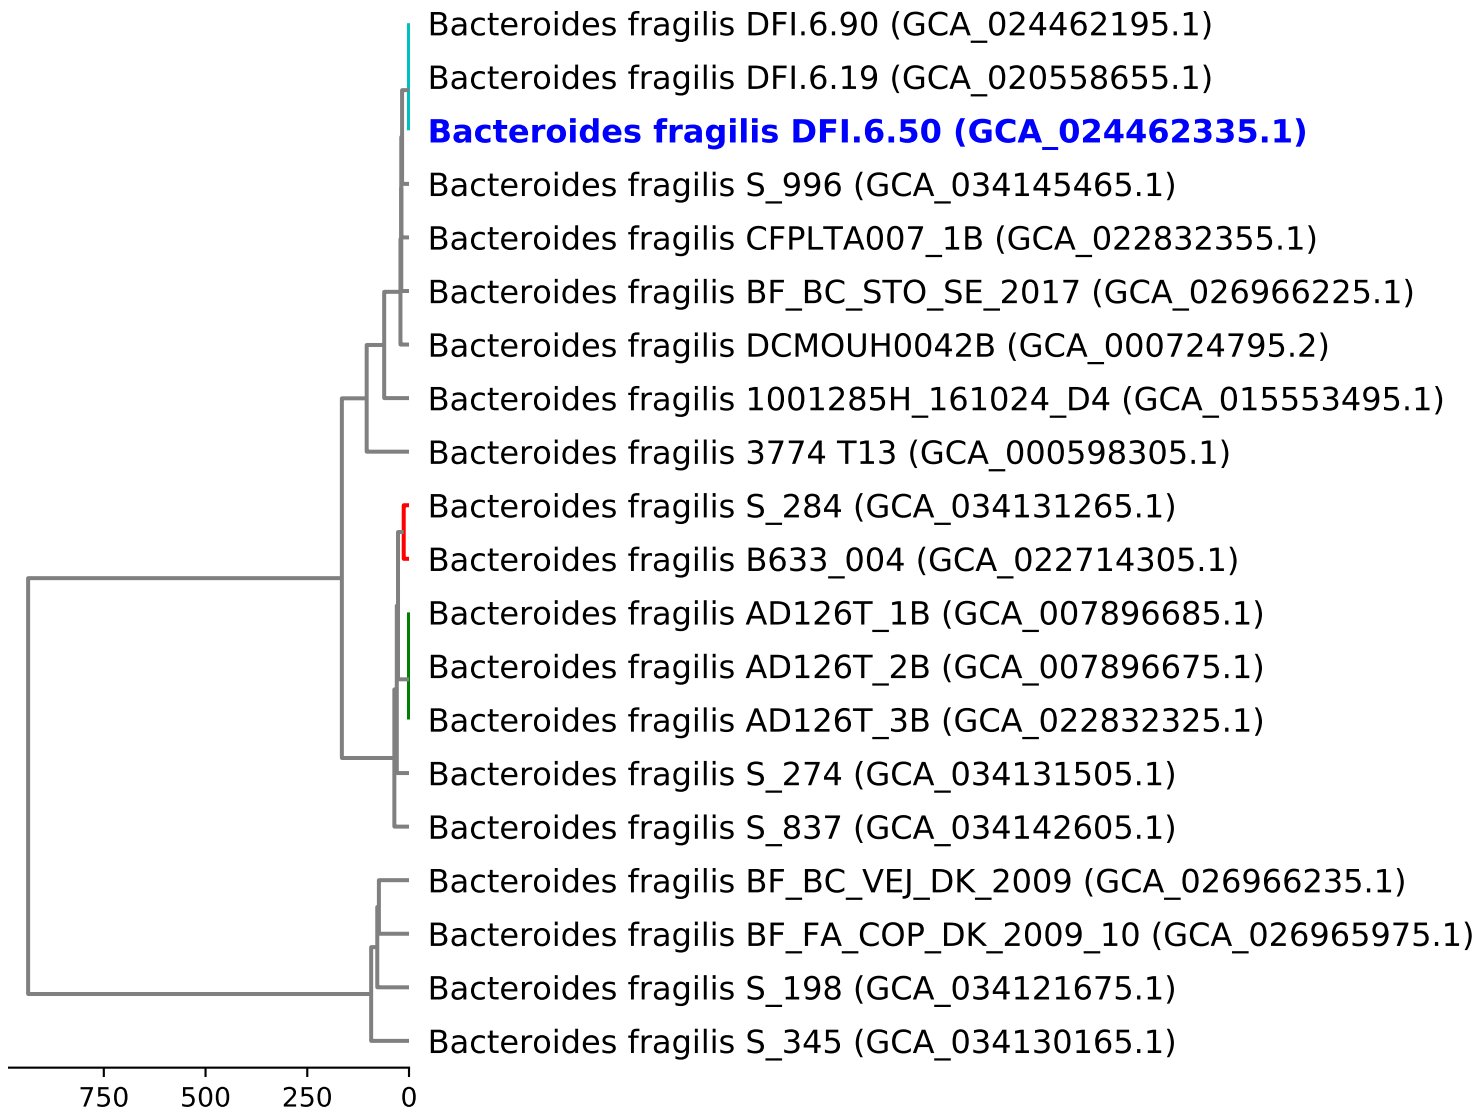 Bacteroides fragilis DFI.6.90 (GCA_024462195.1)
Bacteroides fragilis DFI.6.19 (GCA_020558655.1)
Bacteroides fragilis DFI.6.50 (GCA_024462335.1)
Bacteroides fragilis S_996 (GCA_034145465.1)
Bacteroides fragilis CFPLTA007_1B (GCA_022832355.1)
Bacteroides fragilis BF_BC_STO_SE_2017 (GCA_026966225.1)
Bacteroides fragilis DCMOUH0042B (GCA_000724795.2)
Bacteroides fragilis 1001285H_161024_D4 (GCA_015553495.1)
Bacteroides fragilis 3774 T13 (GCA_000598305.1)
Bacteroides fragilis S_284 (GCA_034131265.1)
Bacteroides fragilis B633_004 (GCA_022714305.1)
Bacteroides fragilis AD126T_1B (GCA_007896685.1)
Bacteroides fragilis AD126T_2B (GCA_007896675.1)
Bacteroides fragilis AD126T_3B (GCA_022832325.1)
Bacteroides fragilis S_274 (GCA_034131505.1)
Bacteroides fragilis S_837 (GCA_034142605.1)
Bacteroides fragilis BF_BC_VEJ_DK_2009 (GCA_026966235.1)
Bacteroides fragilis BF_FA_COP_DK_2009_10 (GCA_026965975.1)
Bacteroides fragilis S_198 (GCA_034121675.1)
Bacteroides fragilis S_345 (GCA_034130165.1)
750 500 250 0